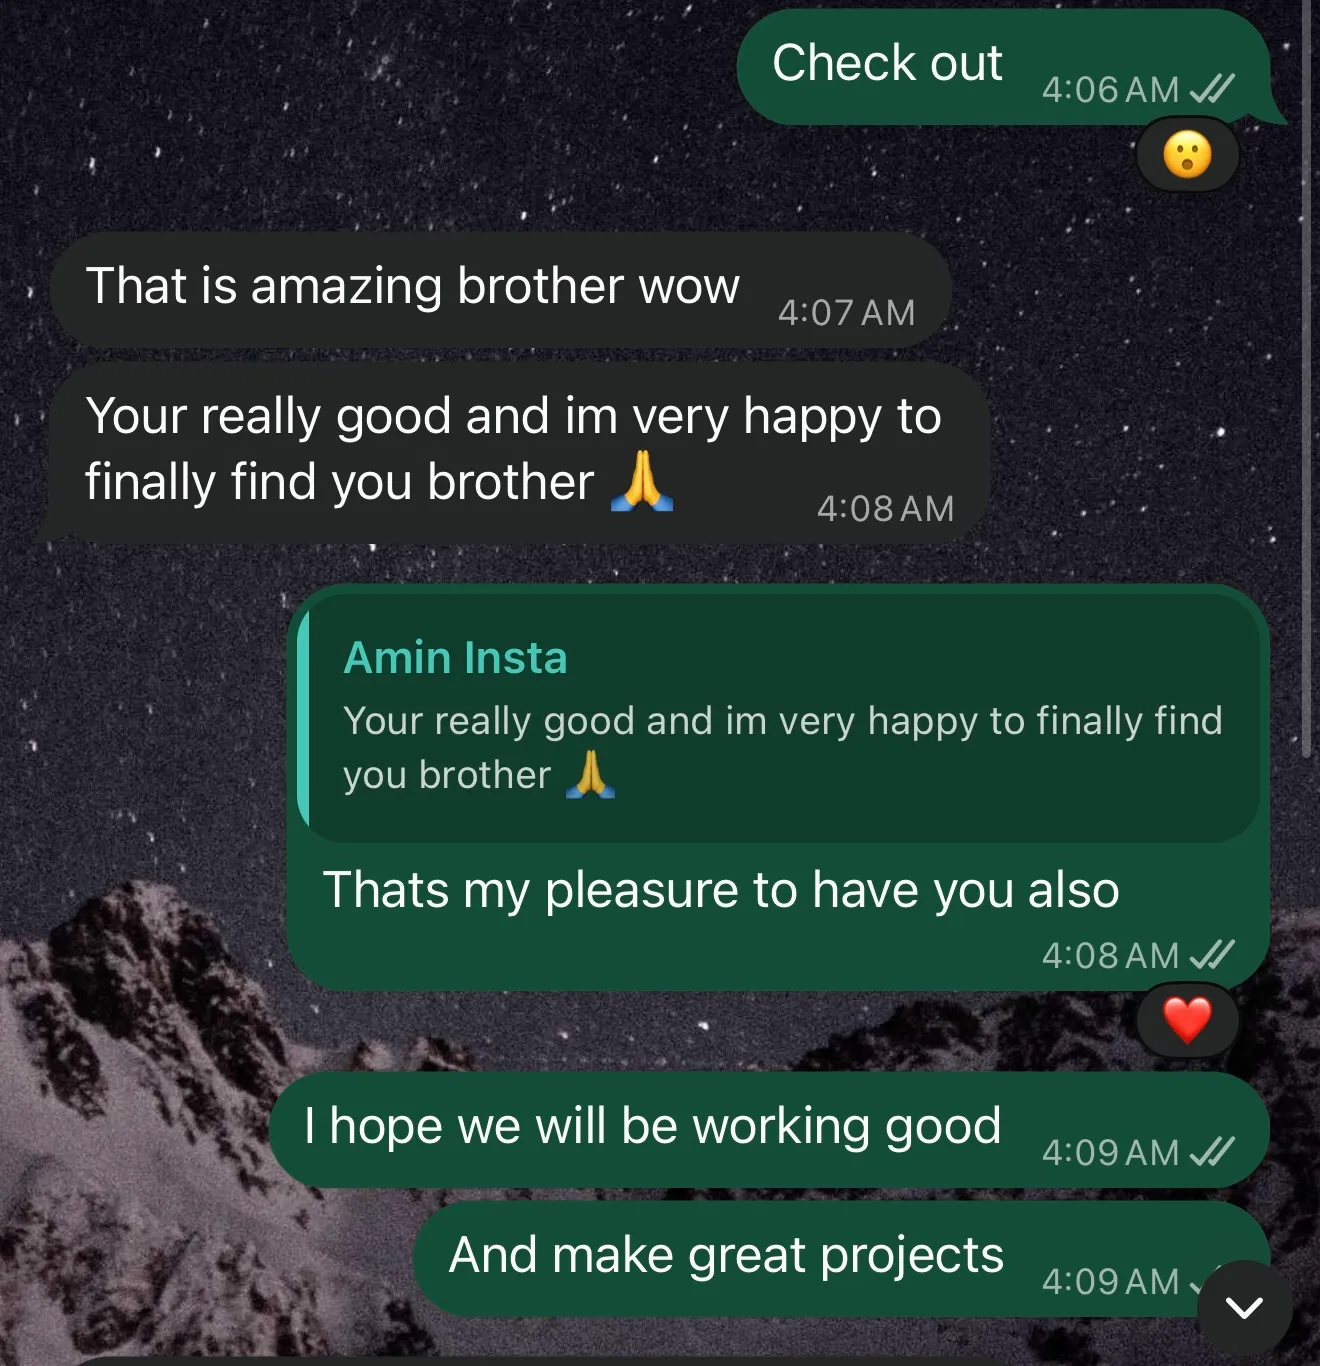 Check out
4:06 AM
😮
That is amazing brother wow
4:07 AM
Your really good and im very happy to
finally find you brother 🙏
4:08 AM
Amin Insta
Your really good and im very happy to finally find
you brother 🙏
Thats my pleasure to have you also
4:08 AM
❤️
I hope we will be working good
4:09 AM
And make great projects
4:09 AM